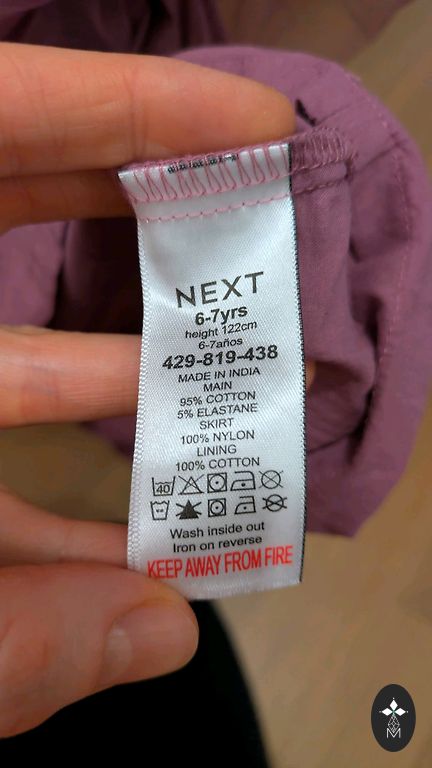 NEXT
6-7yrs
height 122cm
6-7años
429-819-438
MADE IN INDIA
MAIN
95% COTTON
5% ELASTANE
SKIRT
100% NYLON
LINING
100% COTTON
40
Wash inside out
Iron on reverse
KEEP AWAY FROM FIRE
M